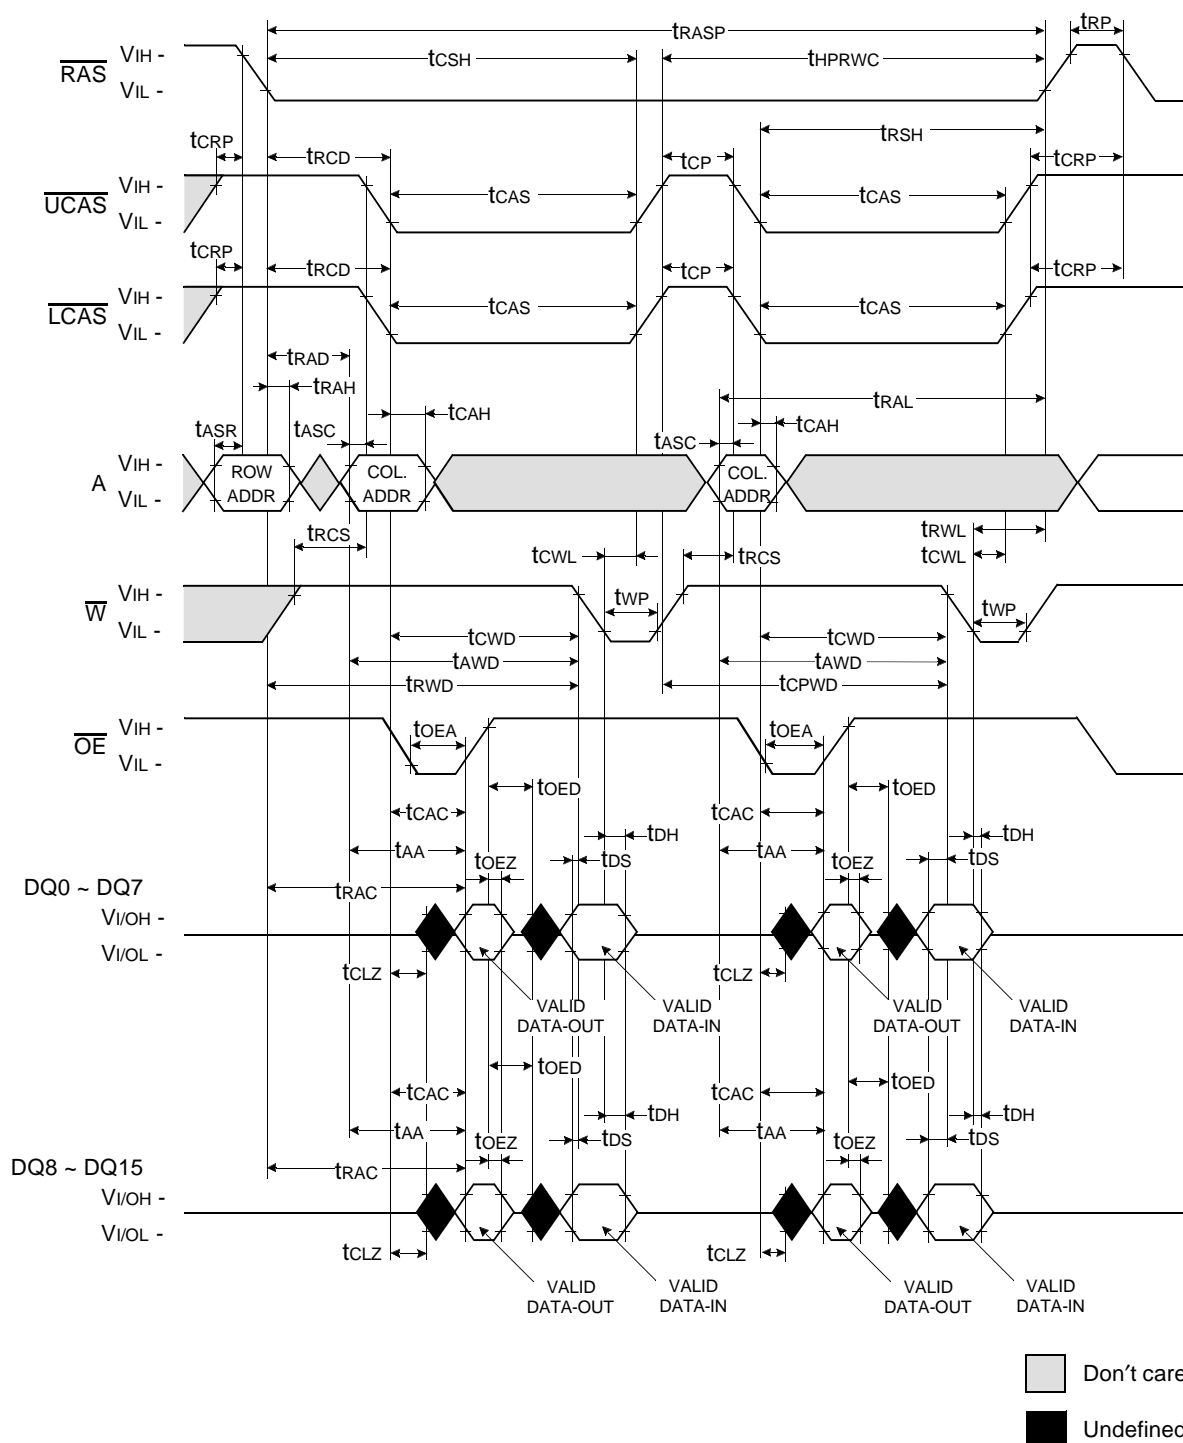 tRASP
tRP
tCSH
tHPRWC
RAS
VIH -
VIL -
tRSH
tCRP
tRCD
tCP
tCRP
UCAS
VIH -
VIL -
tCAS
tCAS
tCRP
tRCD
tCP
tCRP
LCAS
VIH -
VIL -
tCAS
tCAS
tRAD
tRAH
tRAL
tASR
tASC
tCAH
tASC
tCAH
A
VIH -
VIL -
ROW
ADDR
COL.
ADDR
COL.
ADDR
tRCS
tCWL
tRCS
tRWL
tCWL
W
VIH -
VIL -
tWP
tWP
tCWD
tCWD
tAWD
tAWD
tRWD
tCPWD
OE
VIH -
VIL -
tOEA
tOEA
tOED
tOED
tCAC
tCAC
tDH
tDH
tAA
tOEZ
tDS
tAA
tOEZ
tDS
tRAC
DQ0 ~ DQ7
VI/OH -
VI/OL -
tCLZ
tCLZ
VALID
DATA-OUT
VALID
DATA-IN
VALID
DATA-OUT
VALID
DATA-IN
tOED
tOED
tCAC
tCAC
tDH
tDH
tAA
tOEZ
tDS
tAA
tOEZ
tDS
tRAC
DQ8 ~ DQ15
VI/OH -
VI/OL -
tCLZ
tCLZ
VALID
DATA-OUT
VALID
DATA-IN
VALID
DATA-OUT
VALID
DATA-IN
Don′t care
Undefined